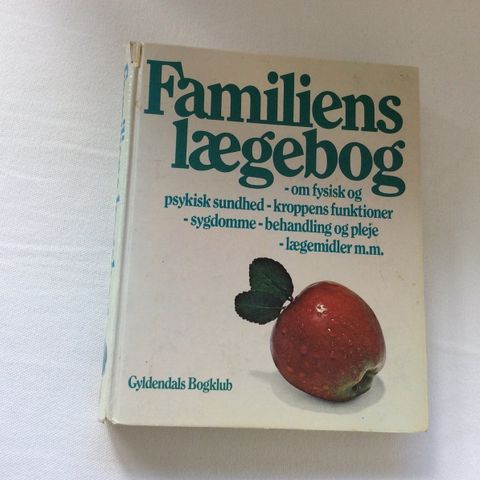 Familiens
lægebog
- om fysisk og
psykisk sundhed - kroppens funktioner
- sygdomme - behandling og pleje
- lægemidler m.m.
Gyldendals Bogklub